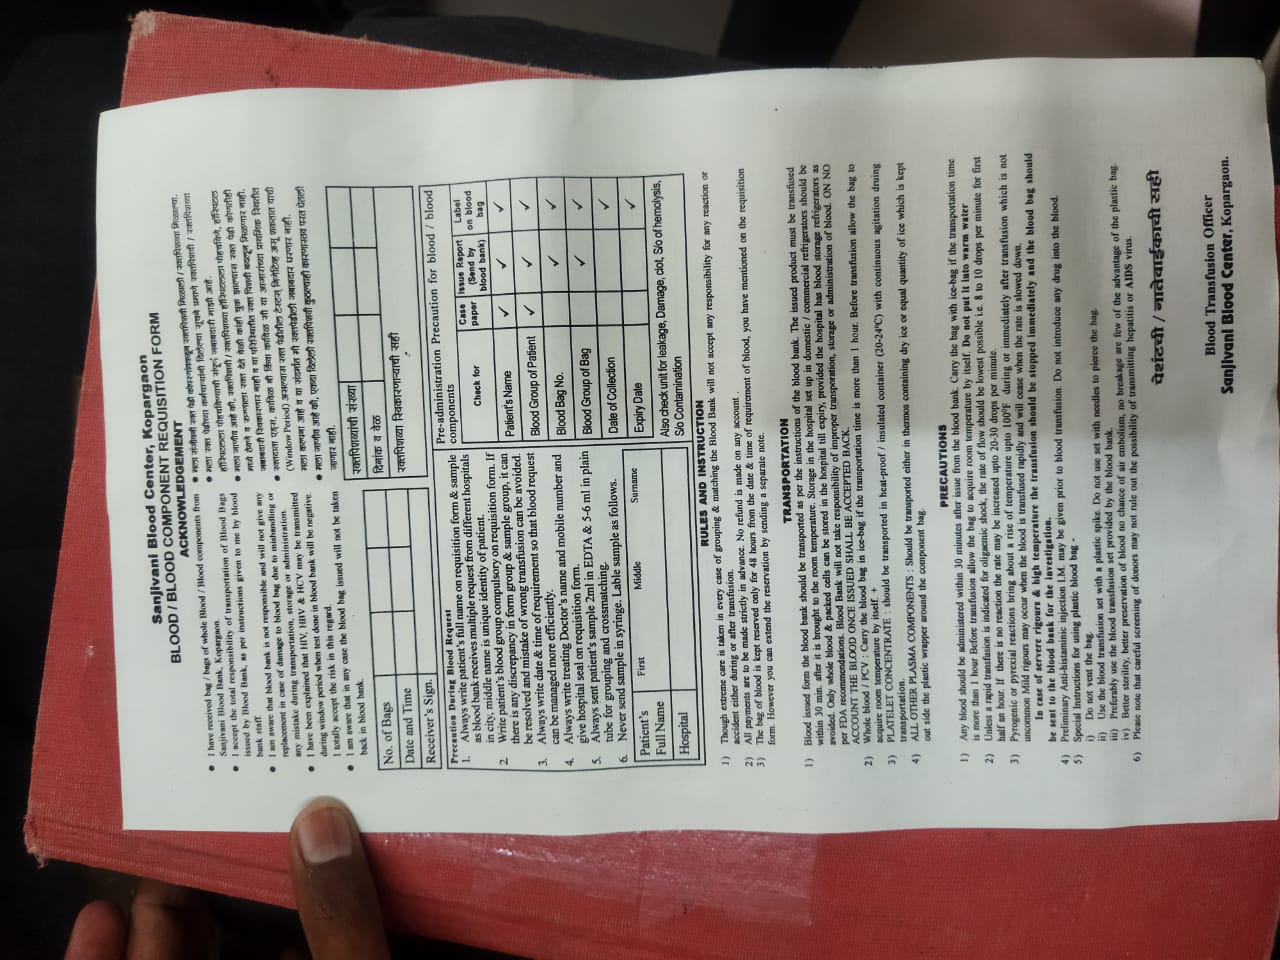 Sanjivani Blood Center, Kopargaon
BLOOD / BLOOD COMPONENT REQUISITION FORM
ACKNOWLEDGEMENT
• I have received bag / bags of whole Blood / Blood components from
Sanjivani Blood Bank, Kopargaon.
• I accept the total responsibility of transportation of Blood Bags
issued by Blood Bank, as per instructions given to me by blood
bank staff.
• I am aware that blood bank is not responsible and will not give any
replacement in case of damage to blood bag due to mishandling or
any mistake during transportation, storage or administration.
• I have been explained that HIV, HBV & HCV may be transmitted
during window period when test done in blood bank will be negative.
I totally accept the risk in this regard.
• I am aware that in any case the blood bag issued will not be taken
back in blood bank.
(Window Period)
जबाबदार धरणार नाही.
जाणार नाही.
No. of Bags
Date and Time
Receiver's Sign.
रक्तपिशव्यांची संख्या
दिनांक व वेळ
रक्तपिशव्या स्विकारणाऱ्याची सही
Precaution During Blood Request
1. Always write patient's full name on requisition form & sample
as blood bank receives multiple request from different hospitals
in city, middle name is unique identity of patient.
2. Write patient's blood group compulsory on requisition form. If
there is any discrepancy in form group & sample group, it can
be resolved and mistake of wrong transfusion can be avoided.
3. Always write date & time of requirement so that blood request
can be managed more efficiently.
4. Always write treating Doctor's name and mobile number and
give hospital seal on requisition form.
5. Always sent patient's sample 2ml in EDTA & 5-6 ml in plain
tube for grouping and crossmatching.
6. Never send sample in syringe. Lable sample as follows.
Patient's Full Name
First Middle Surname
Hospital
Pre-administration Precaution for blood / blood
components
Check for Case paper Issue Report (Send by blood bank) Label on blood bag
Patient's Name ✓ ✓ ✓
Blood Group of Patient ✓ ✓ ✓
Blood Bag No. ✓ ✓
Blood Group of Bag ✓ ✓
Date of Collection ✓
Expiry Date ✓
Also check unit for leakage, Damage, clot, S/o of hemolysis,
S/o Contamination
RULES AND INSTRUCTION
1) Though extreme care is taken in every case of grouping & matching the Blood Bank will not accept any responsibility for any reaction or
accident either during or after transfusion.
2) All payments are to be made strictly in advance. No refund is made on any account .
3) The bag of blood is kept reserved only for 48 hours from the date & time of requirement of blood, you have mentioned on the requisition
form. However you can extend the reservation by sending a separate note.
TRANSPORTATION
1) Blood issued form the blood bank should be transported as per the instructions of the blood bank. The issued product must be transfused
within 30 min. after it is brought to the room temperature. Storage in the hospital set up in domestic / commercial refrigerators should be
avoided. Only whole blood & packed cells can be stored in the hospital till expiry, provided the hospital has blood storage refrigerators as
per FDA recommendations. Blood Bank will not take responsibility of improper transportation, storage or administration of blood. ON NO
ACCOUNT THE BLOOD ONCE ISSUED SHALL BE ACCEPTED BACK.
2) Whole blood / PCV : Carry the blood bag in ice-bag if the transportation time is more than 1 hour. Before transfusion allow the bag to
acquire room temperature by itself. +
3) PLATELET CONCENTRATE : should be transported in heat-proof / insulated container (20-24°C) with continuous agitation druing
transportation.
4) ALL OTHER PLASMA COMPONENTS : Should be transported either in thermos containing dry ice or equal quantity of ice which is kept
out side the plastic wrapper around the component bag.
PRECAUTIONS
1) Any blood should be administered within 30 minutes after issue from the blood bank. Carry the bag with ice-bag if the transportation time
is more than 1 hour Before transfusion allow the bag to acquire room temperature by itself. Do not put it into warm water
2) Unless a rapid transfusion is indicated for oligaemic shock, the rate of flow should be lowest possible i.e. 8 to 10 drops per minute for first
half an hour. If there is no reaction the rate may be increased upto 20-30 drops per minute.
3) Pyrogenic or pyrexial reactions bring about a rise of temperature upto 100°F during or immediately after transfusion which is not
uncommon Mild rigours may occur when the blood is transfused rapidly and will cease when the rate is slowed down.
In case of servere rigours & high temperature the transfusion should be stopped immediately and the blood bag should
be sent to the blood bank for the investigation.
4) Preliminary Anti-histaminic injection I.M. may be given prior to blood transfusion. Do not introduce any drug into the blood.
5) Special Instructions for using plastic blood bag -
i) Do not vent the bag.
ii) Use the blood transfusion set with a plastic spike. Do not use set with needles to pierce the bag.
iii) Preferably use the blood transfusion set provided by the blood bank.
iv) Better sterility, better preservation of blood no chance of air embolism, no breakage are few of the advantage of the plastic bag.
6) Please note that careful screening of donors may not rule out the possibility of transmitting hepatitis or AIDS virus.
पेशंटची / नातेवाईकाची सही
Blood Transfusion Officer
Sanjivani Blood Center, Kopargaon.